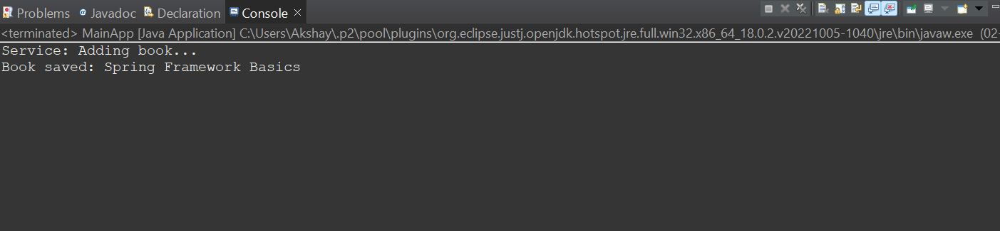 Problems @ Javadoc Declaration Console
<terminated> MainApp [Java Application] C:\Users\Akshay\.p2\pool\plugins\org.eclipse.justj.openjdk.hotspot.jre.full.win32.x86_64_18.0.2.v20221005-1040\jre\bin\javaw.exe (02-
Service: Adding book...
Book saved: Spring Framework Basics